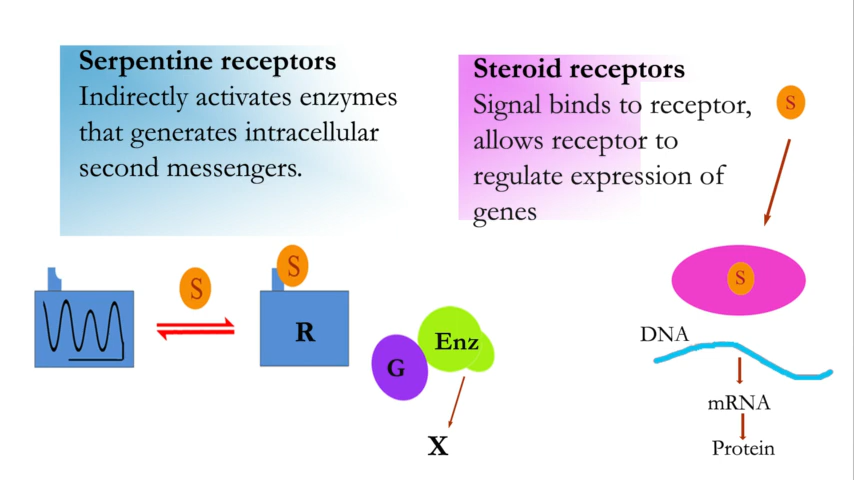 Serpentine receptors
Indirectly activates enzymes
that generates intracellular
second messengers.
Steroid receptors
Signal binds to receptor,
allows receptor to
regulate expression of
genes
S
S
S
R
G
Enz
X
S
DNA
mRNA
Protein